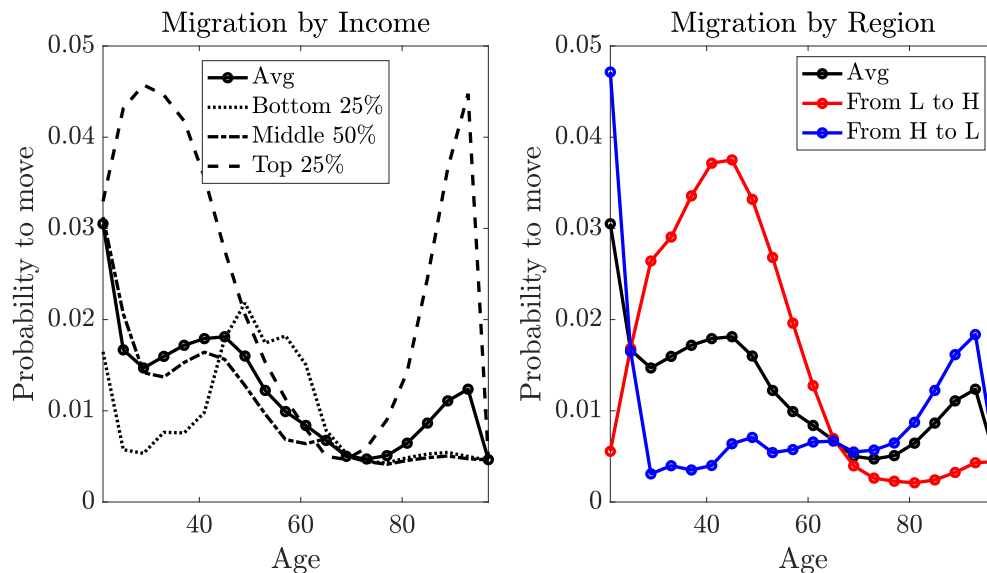 Migration by Income
0.05
0.04
0.03
0.02
0.01
0
40
60
80
Age
Probability to move
Avg
Bottom 25%
Middle 50%
Top 25%
Migration by Region
0.05
0.04
0.03
0.02
0.01
0
40
60
80
Age
Probability to move
Avg
From L to H
From H to L